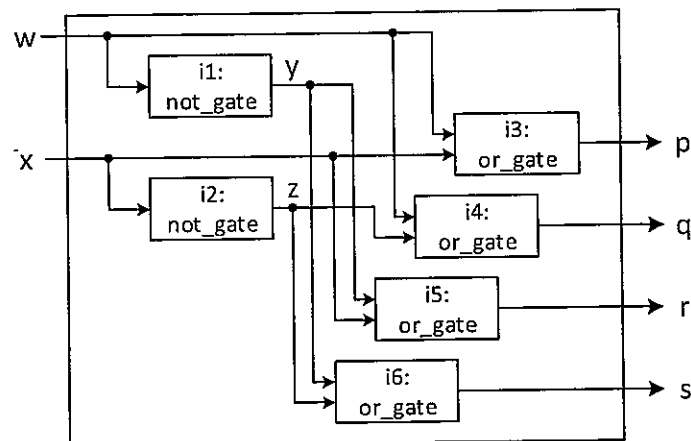 w
i1:
not_gate
y
x
i2:
not_gate
z
i3:
or_gate
p
i4:
or_gate
q
i5:
or_gate
r
i6:
or_gate
s